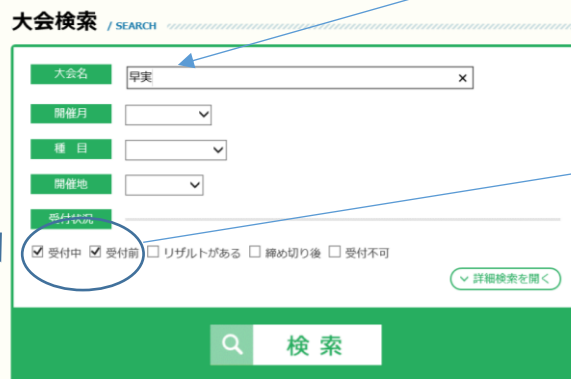 大会検索 / SEARCH
大会名 早実 ×
開催月
種 目
開催地
受付状況
受付中 受付前 リザルトがある 締め切り後 受付不可
詳細検索を開く
検 索